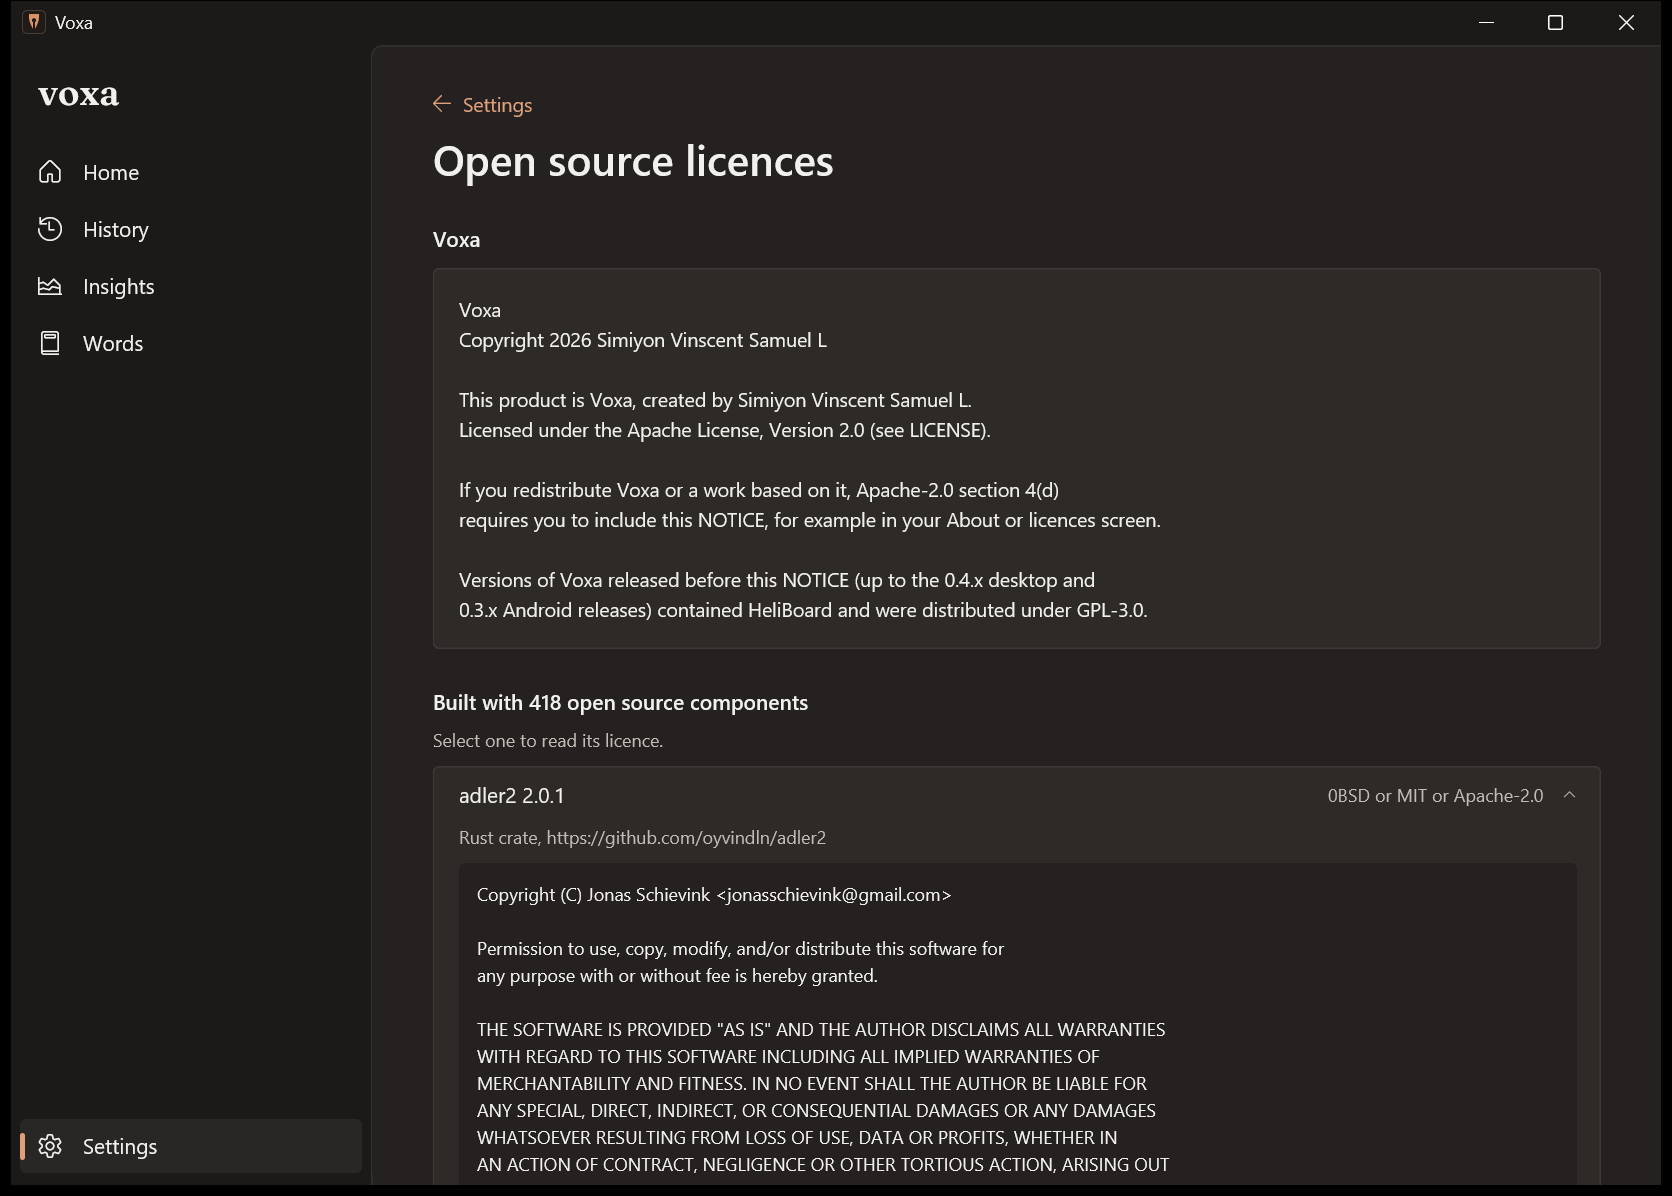 Voxa
voxa
Home
History
Insights
Words
Settings
Settings
Open source licences
Voxa
Voxa
Copyright 2026 Simiyon Vinscent Samuel L
This product is Voxa, created by Simiyon Vinscent Samuel L.
Licensed under the Apache License, Version 2.0 (see LICENSE).
If you redistribute Voxa or a work based on it, Apache-2.0 section 4(d)
requires you to include this NOTICE, for example in your About or licences screen.
Versions of Voxa released before this NOTICE (up to the 0.4.x desktop and
0.3.x Android releases) contained HeliBoard and were distributed under GPL-3.0.
Built with 418 open source components
Select one to read its licence.
adler2 2.0.1
0BSD or MIT or Apache-2.0
Rust crate, https://github.com/oyvindln/adler2
Copyright (C) Jonas Schievink <jonasschievink@gmail.com>
Permission to use, copy, modify, and/or distribute this software for
any purpose with or without fee is hereby granted.
THE SOFTWARE IS PROVIDED "AS IS" AND THE AUTHOR DISCLAIMS ALL WARRANTIES
WITH REGARD TO THIS SOFTWARE INCLUDING ALL IMPLIED WARRANTIES OF
MERCHANTABILITY AND FITNESS. IN NO EVENT SHALL THE AUTHOR BE LIABLE FOR
ANY SPECIAL, DIRECT, INDIRECT, OR CONSEQUENTIAL DAMAGES OR ANY DAMAGES
WHATSOEVER RESULTING FROM LOSS OF USE, DATA OR PROFITS, WHETHER IN
AN ACTION OF CONTRACT, NEGLIGENCE OR OTHER TORTIOUS ACTION, ARISING OUT